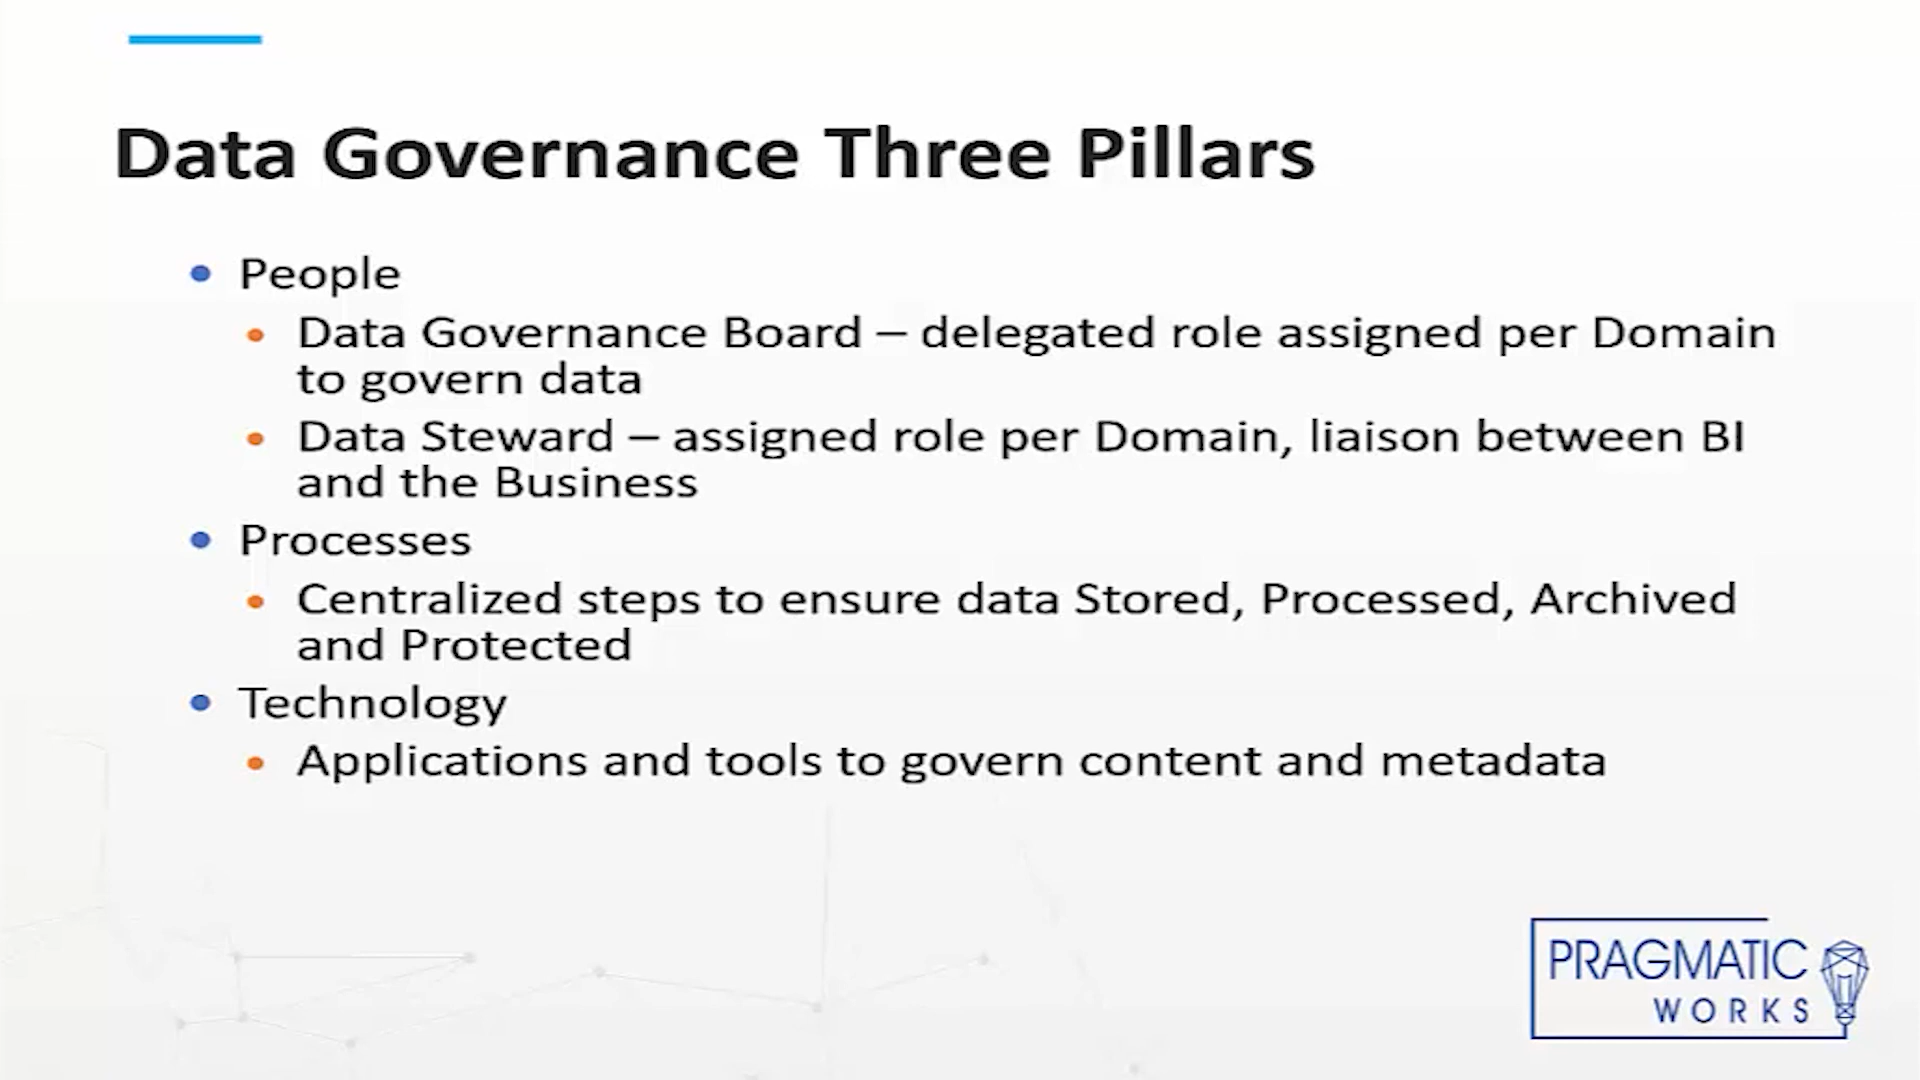 Data Governance Three Pillars
• People
• Data Governance Board – delegated role assigned per Domain
to govern data
• Data Steward – assigned role per Domain, liaison between BI
and the Business
• Processes
• Centralized steps to ensure data Stored, Processed, Archived
and Protected
• Technology
• Applications and tools to govern content and metadata
PRAGMATIC
WORKS